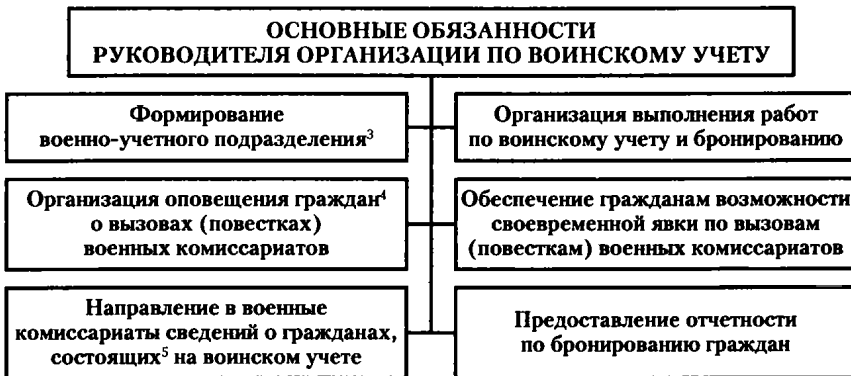 ОСНОВНЫЕ ОБЯЗАННОСТИ
РУКОВОДИТЕЛЯ ОРГАНИЗАЦИИ ПО ВОИНСКОМУ УЧЕТУ
Формирование
военно-учетного подразделения³
Организация выполнения работ
по воинскому учету и бронированию
Организация оповещения граждан⁴
о вызовах (повестках)
военных комиссариатов
Обеспечение гражданам возможности
своевременной явки по вызовам
(повесткам) военных комиссариатов
Направление в военные
комиссариаты сведений о гражданах,
состоящих⁵ на воинском учете
Предоставление отчетности
по бронированию граждан